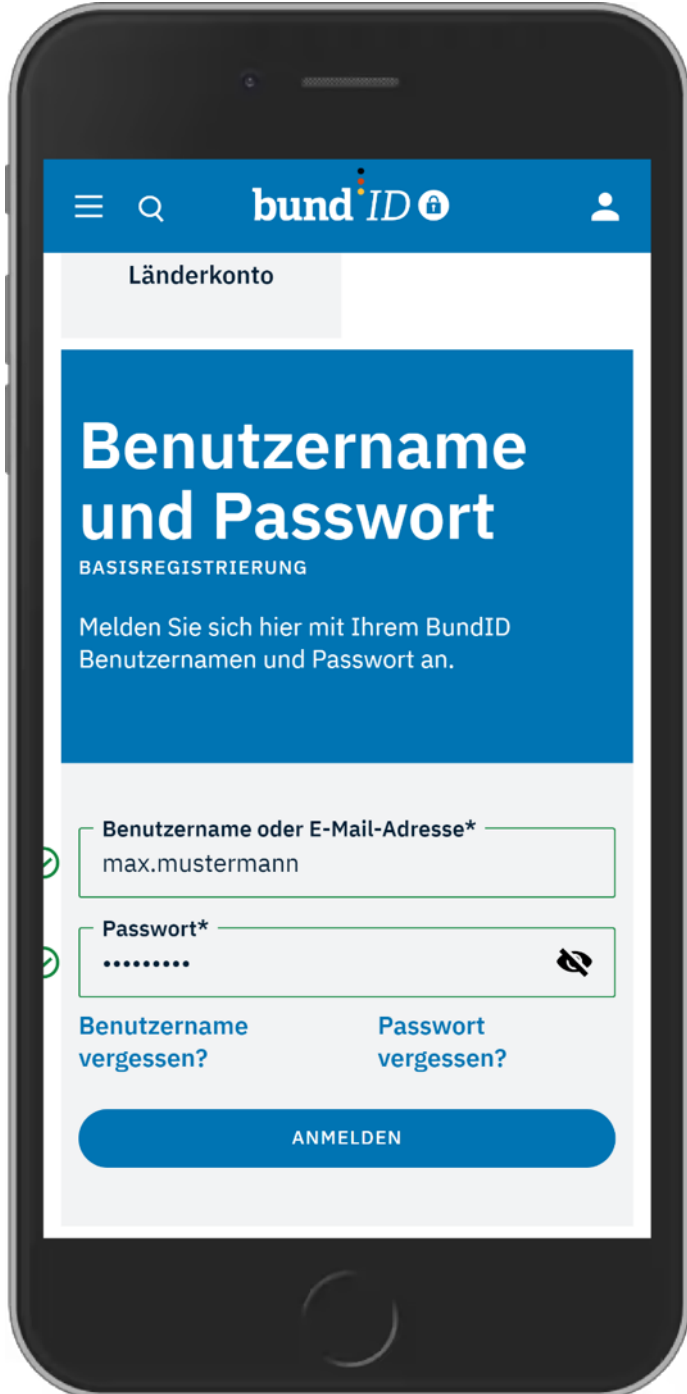 bund ID
Länderkonto
Benutzername
und Passwort
BASISREGISTRIERUNG
Melden Sie sich hier mit Ihrem BundID
Benutzernamen und Passwort an.
Benutzername oder E-Mail-Adresse*
max.mustermann
Passwort*
•••••••••
Benutzername
vergessen?
Passwort
vergessen?
ANMELDEN